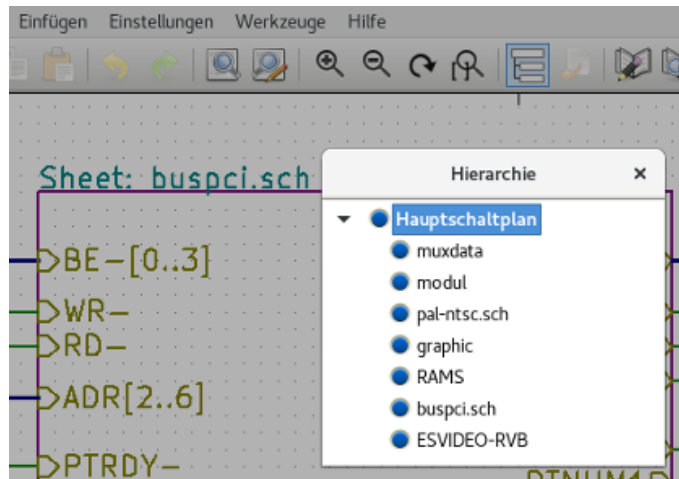 Einfügen Einstellungen Werkzeuge Hilfe
Sheet: buspci.sch
Hierarchie
Hauptschaltplan
muxdata
modul
pal-ntsc.sch
graphic
RAMS
buspci.sch
ESVIDEO-RVB
BE-[0..3]
WR-
RD-
ADR[2..6]
PTRDY-